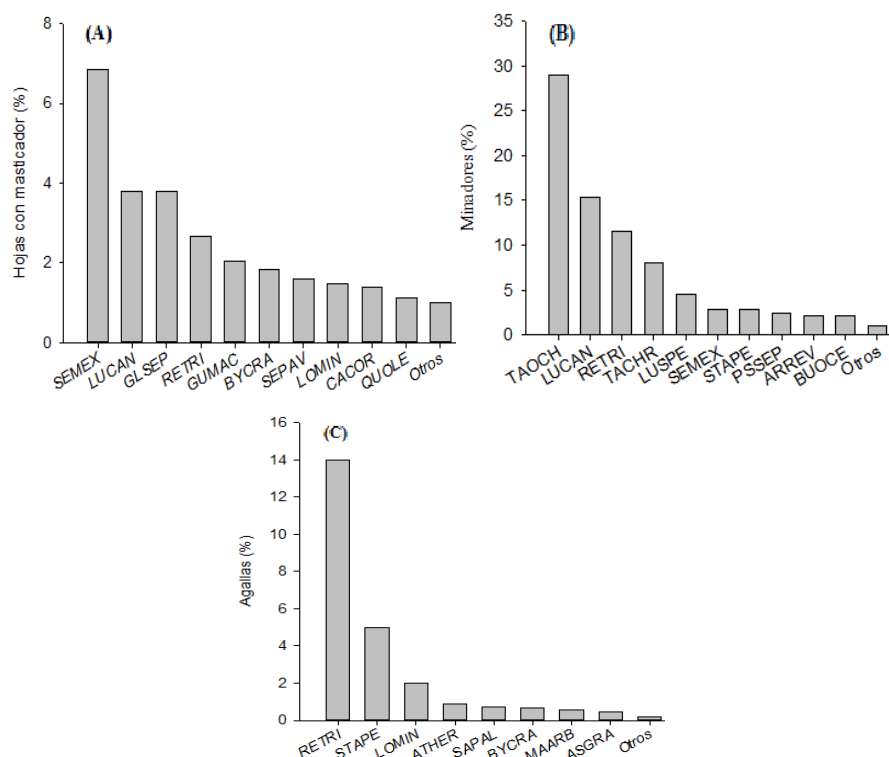 (A)
Hojas con masticador (%)
8
6
4
2
0
SEMEX
LUCAN
GLSEP
RETRI
GUMAC
BYCRA
SEPAV
LOMIN
CACOR
QUOLE
Otros
(B)
Minadores (%)
35
30
25
20
15
10
5
0
TAOCH
LUCAN
RETRI
TACHR
LUSPE
SEMEX
STAPE
PSSEP
ARREV
BUOCE
Otros
(C)
Agallas (%)
16
14
12
10
8
6
4
2
0
RETRI
STAPE
LOMIN
ATHER
SAPAL
BYCRA
MAARB
ASGRA
Otros